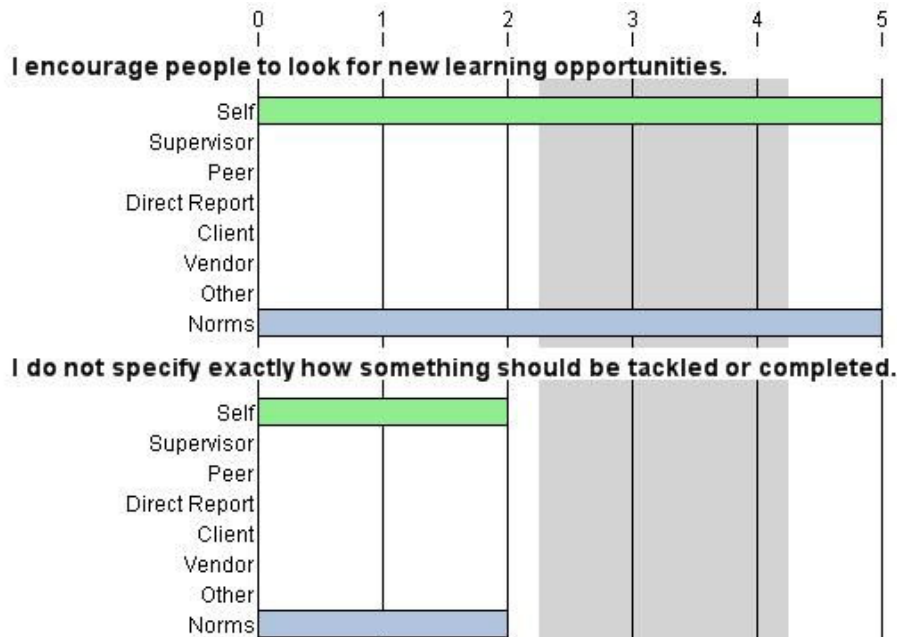 0 1 2 3 4 5
I encourage people to look for new learning opportunities.
Self
Supervisor
Peer
Direct Report
Client
Vendor
Other
Norms
I do not specify exactly how something should be tackled or completed.
Self
Supervisor
Peer
Direct Report
Client
Vendor
Other
Norms